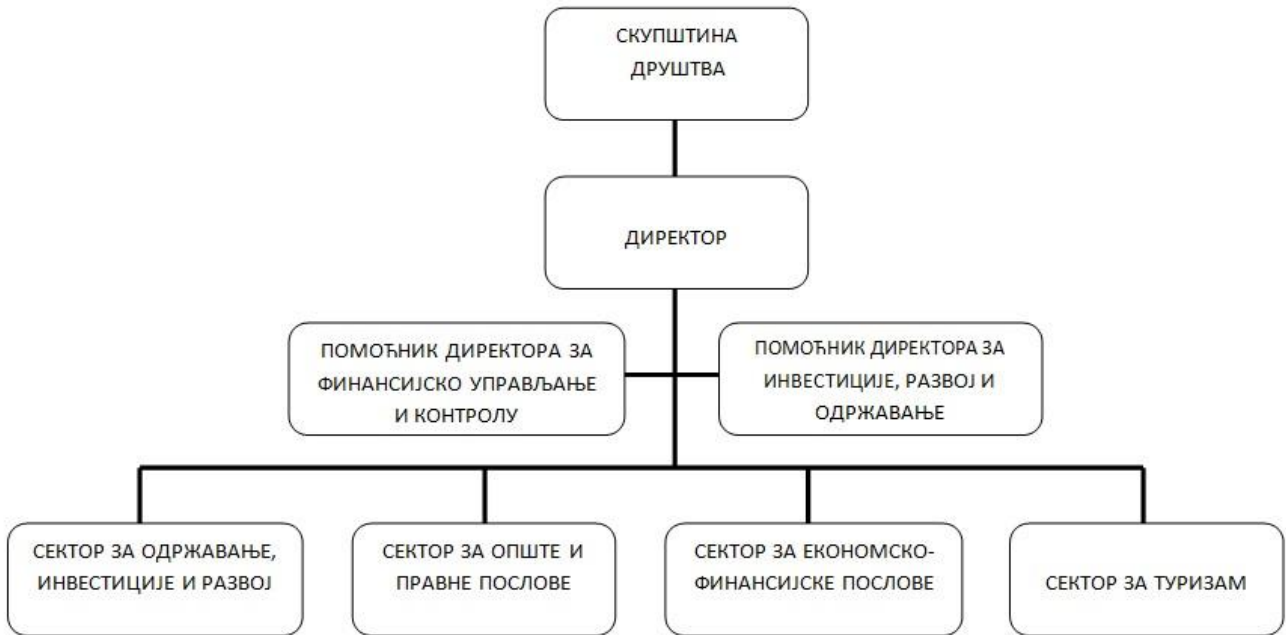 СКУПШТИНА
ДРУШТВА
ДИРЕКТОР
ПОМОЋНИК ДИРЕКТОРА ЗА
ФИНАНСИЈСКО УПРАВЉАЊЕ
И КОНТРОЛУ
ПОМОЋНИК ДИРЕКТОРА ЗА
ИНВЕСТИЦИЈЕ, РАЗВОЈ И
ОДРЖАВАЊЕ
СЕКТОР ЗА ОДРЖАВАЊЕ,
ИНВЕСТИЦИЈЕ И РАЗВОЈ
СЕКТОР ЗА ОПШТЕ И
ПРАВНЕ ПОСЛОВЕ
СЕКТОР ЗА ЕКОНОМСКО-
ФИНАНСИЈСКЕ ПОСЛОВЕ
СЕКТОР ЗА ТУРИЗАМ